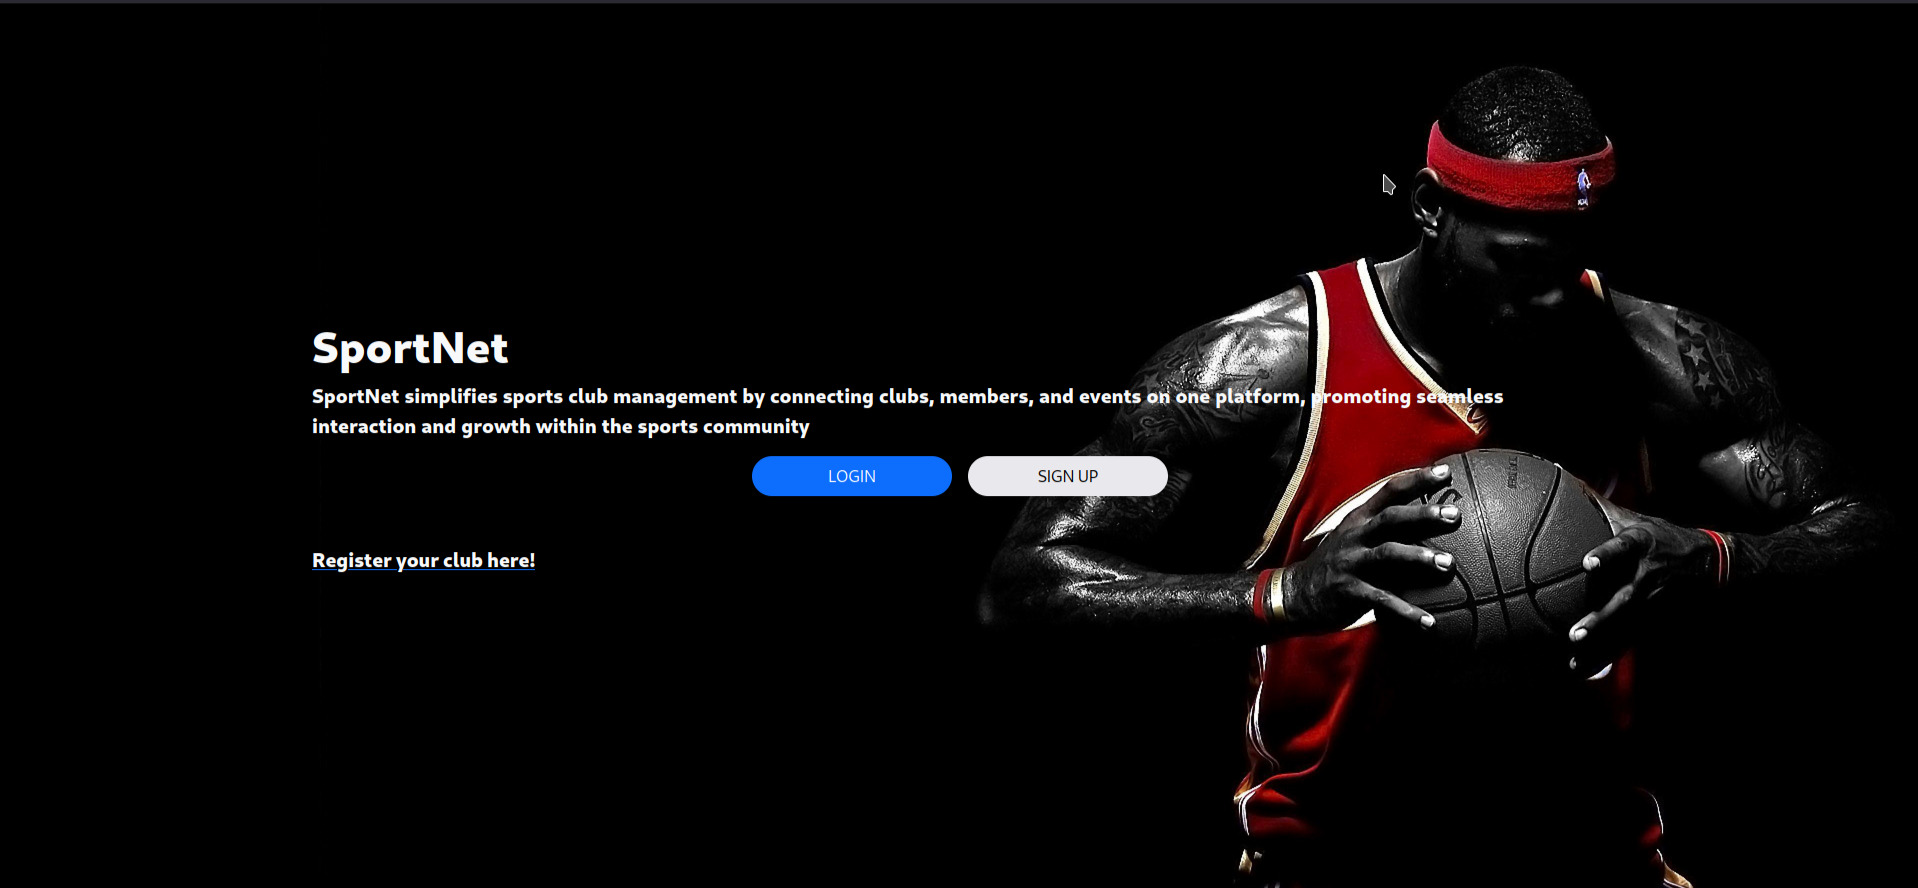 SportNet
SportNet simplifies sports club management by connecting clubs, members, and events on one platform, promoting seamless
interaction and growth within the sports community
LOGIN
SIGN UP
Register your club here!